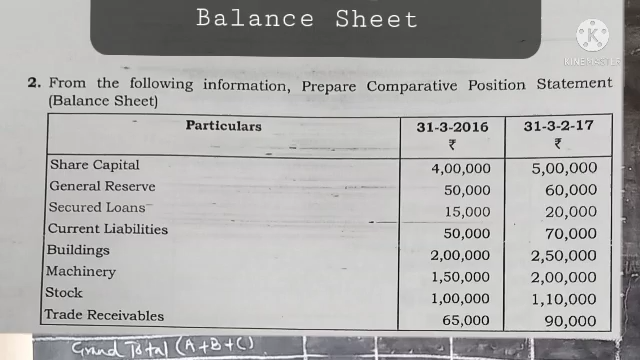 Balance Sheet
KINEMASTER
2. From the following information, Prepare Comparative Position Statement
(Balance Sheet)
Particulars 31-3-2016 31-3-2-17
₹ ₹
Share Capital 4,00,000 5,00,000
General Reserve 50,000 60,000
Secured Loans 15,000 20,000
Current Liabilities 50,000 70,000
Buildings 2,00,000 2,50,000
Machinery 1,50,000 2,00,000
Stock 1,00,000 1,10,000
Trade Receivables 65,000 90,000
Grand Total (A+B+C)